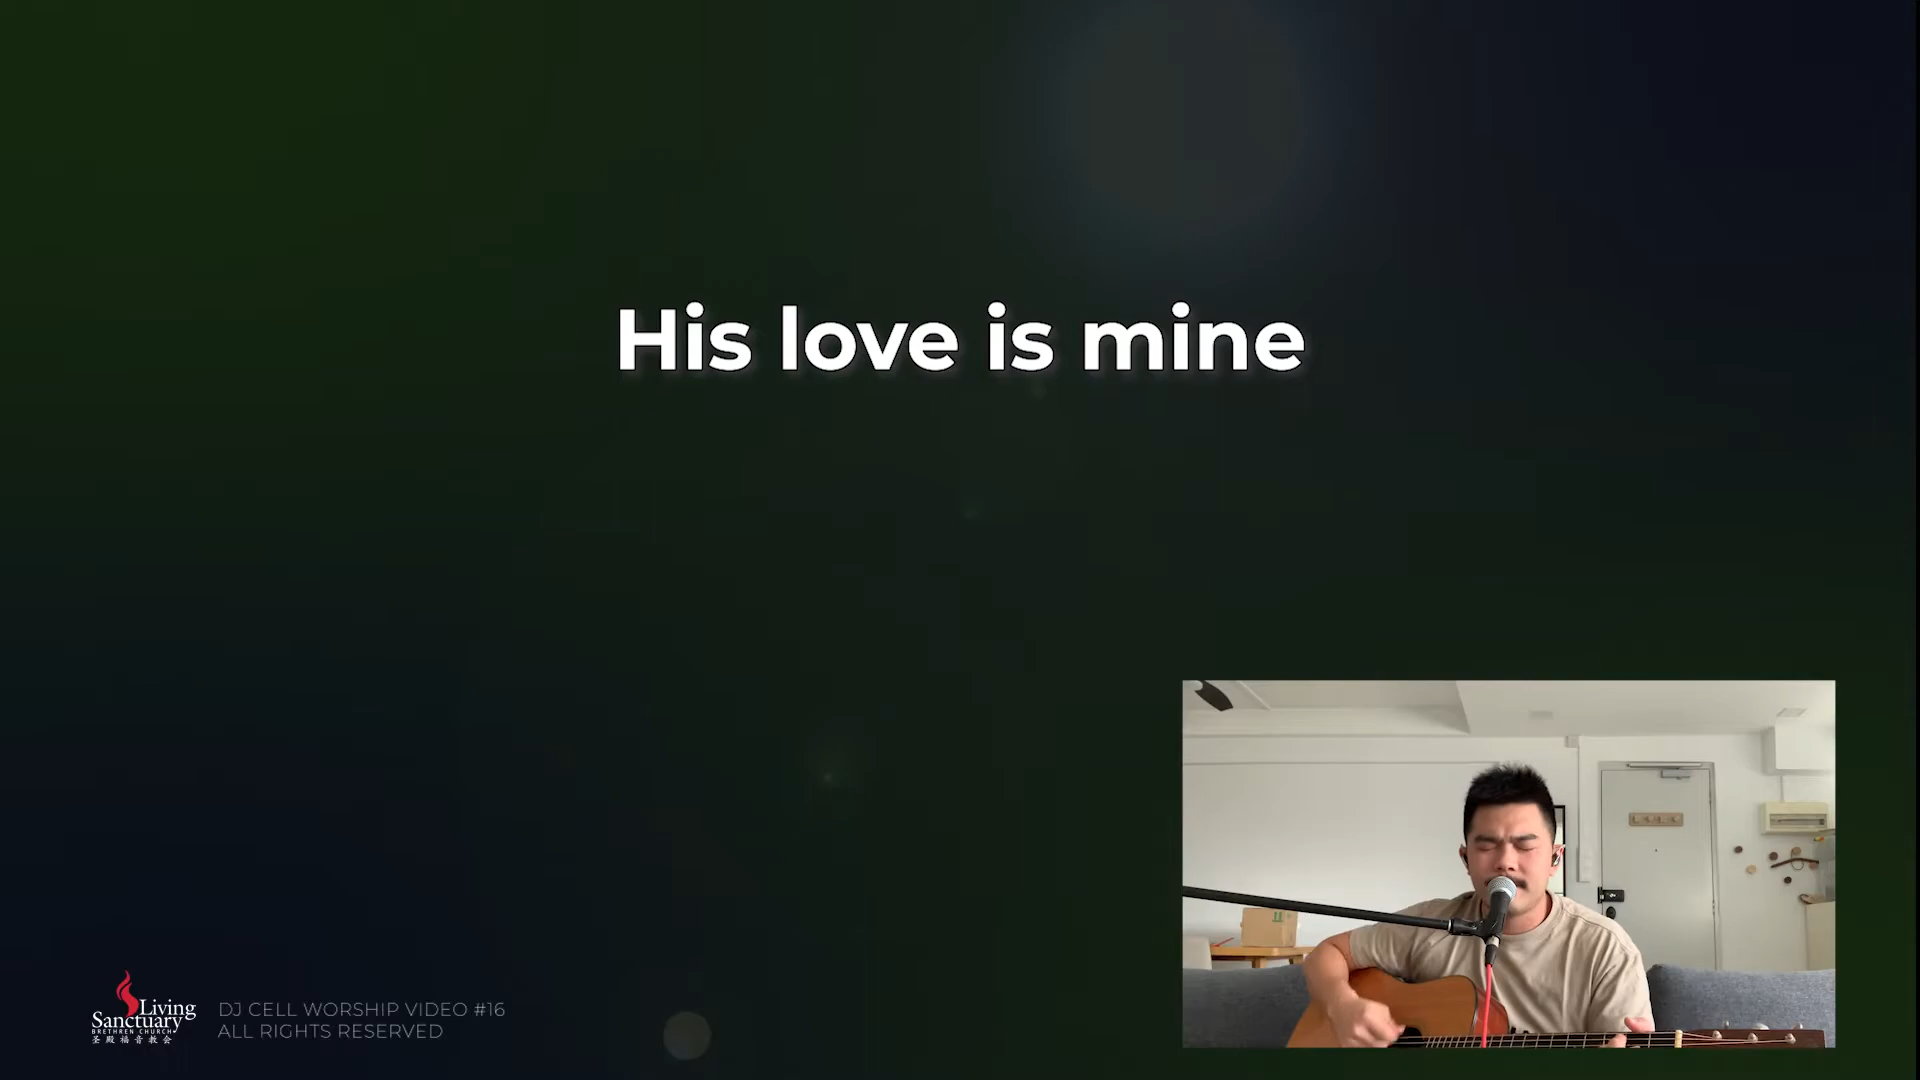 His love is mine
Living
Sanctuary
BRETHREN CHURCH
圣殿福音教会
DJ CELL WORSHIP VIDEO #16
ALL RIGHTS RESERVED